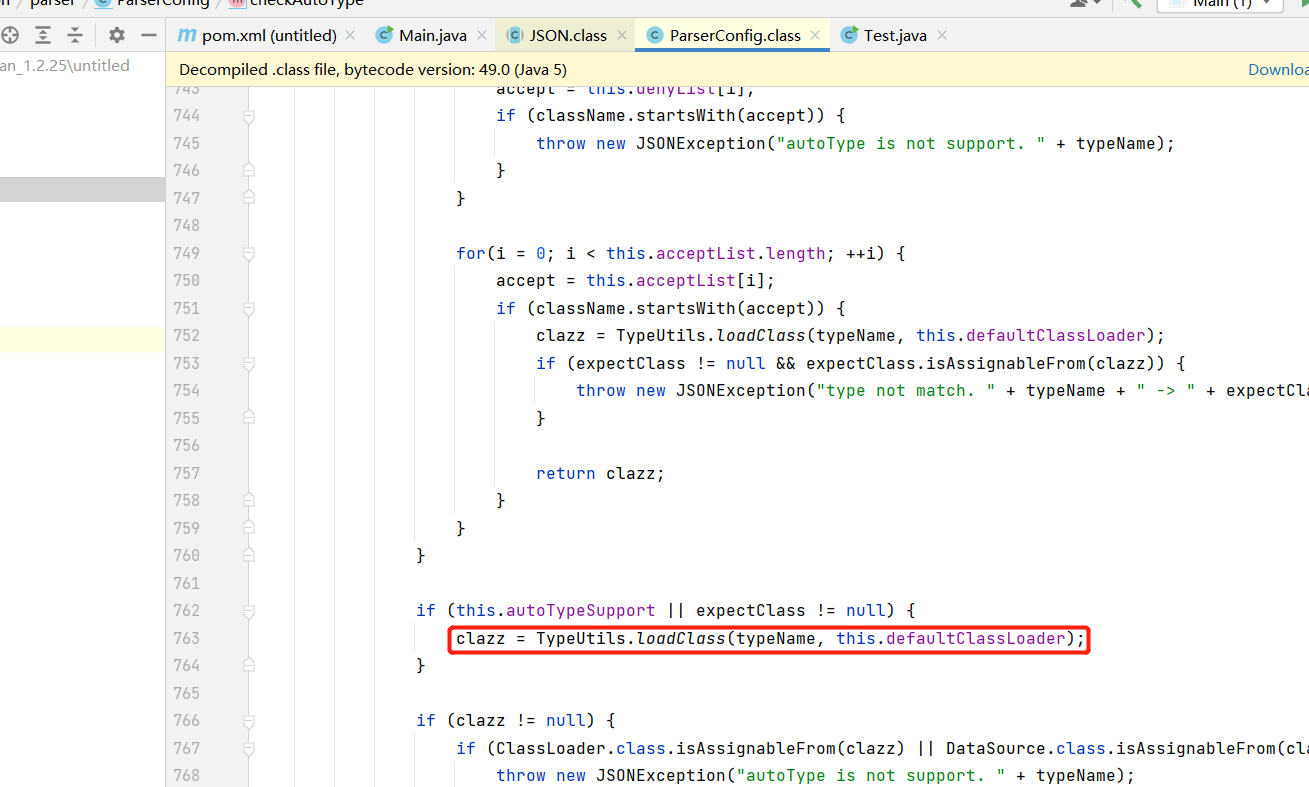 parser ParserConfig checkAutoType Main (1)
pom.xml (untitled) Main.java JSON.class ParserConfig.class Test.java
an_1.2.25\untitled
Decompiled .class file, bytecode version: 49.0 (Java 5) Downloa
743 accept = this.denyList[i];
744 if (className.startsWith(accept)) {
745 throw new JSONException("autoType is not support. " + typeName);
746 }
747 }
748
749 for(i = 0; i < this.acceptList.length; ++i) {
750 accept = this.acceptList[i];
751 if (className.startsWith(accept)) {
752 clazz = TypeUtils.loadClass(typeName, this.defaultClassLoader);
753 if (expectClass != null && expectClass.isAssignableFrom(clazz)) {
754 throw new JSONException("type not match. " + typeName + " -> " + expectCla
755 }
756
757 return clazz;
758 }
759 }
760 }
761
762 if (this.autoTypeSupport || expectClass != null) {
763 clazz = TypeUtils.loadClass(typeName, this.defaultClassLoader);
764 }
765
766 if (clazz != null) {
767 if (ClassLoader.class.isAssignableFrom(clazz) || DataSource.class.isAssignableFrom(cla
768 throw new JSONException("autoType is not support. " + typeName);